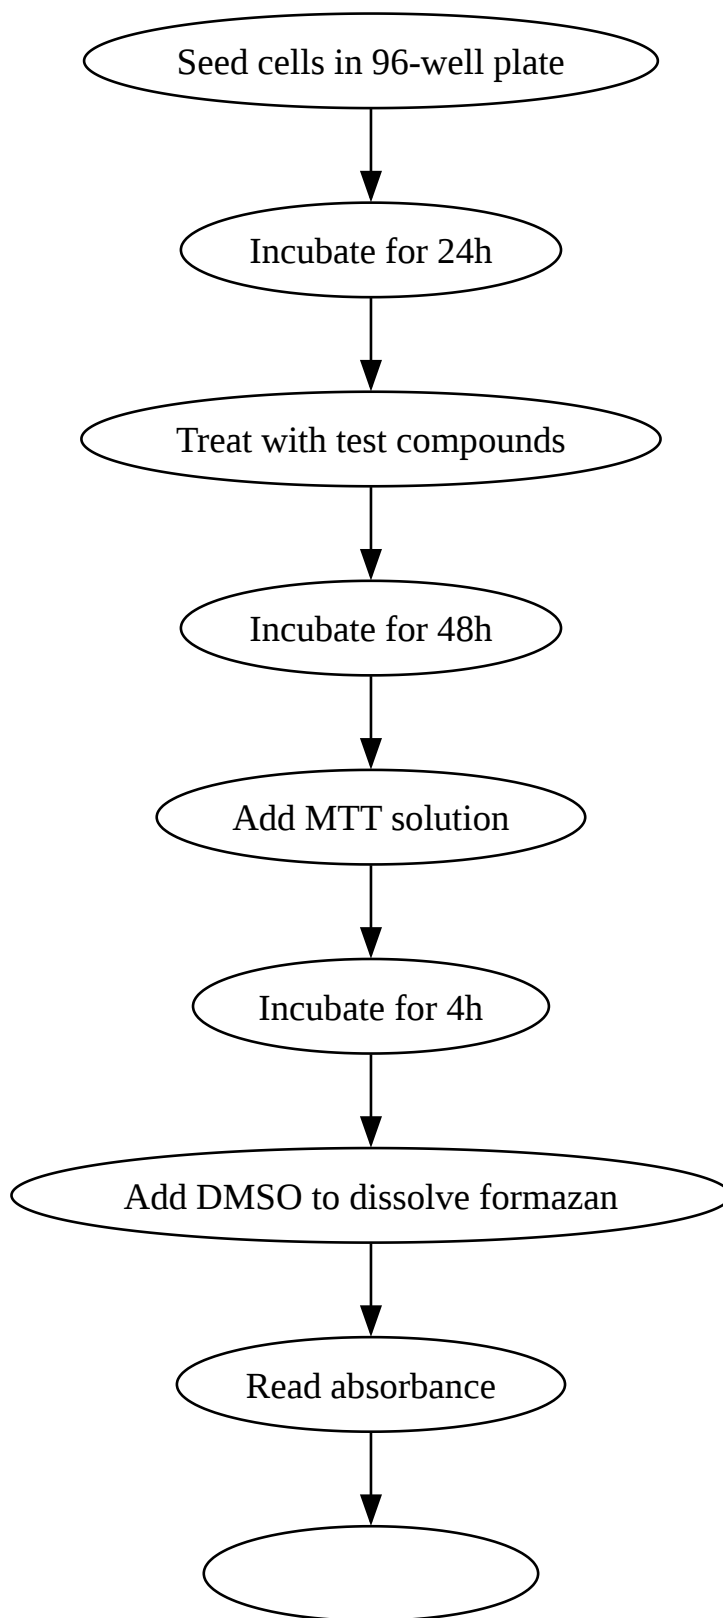 Seed cells in 96-well plate
Incubate for 24h
Treat with test compounds
Incubate for 48h
Add MTT solution
Incubate for 4h
Add DMSO to dissolve formazan
Read absorbance